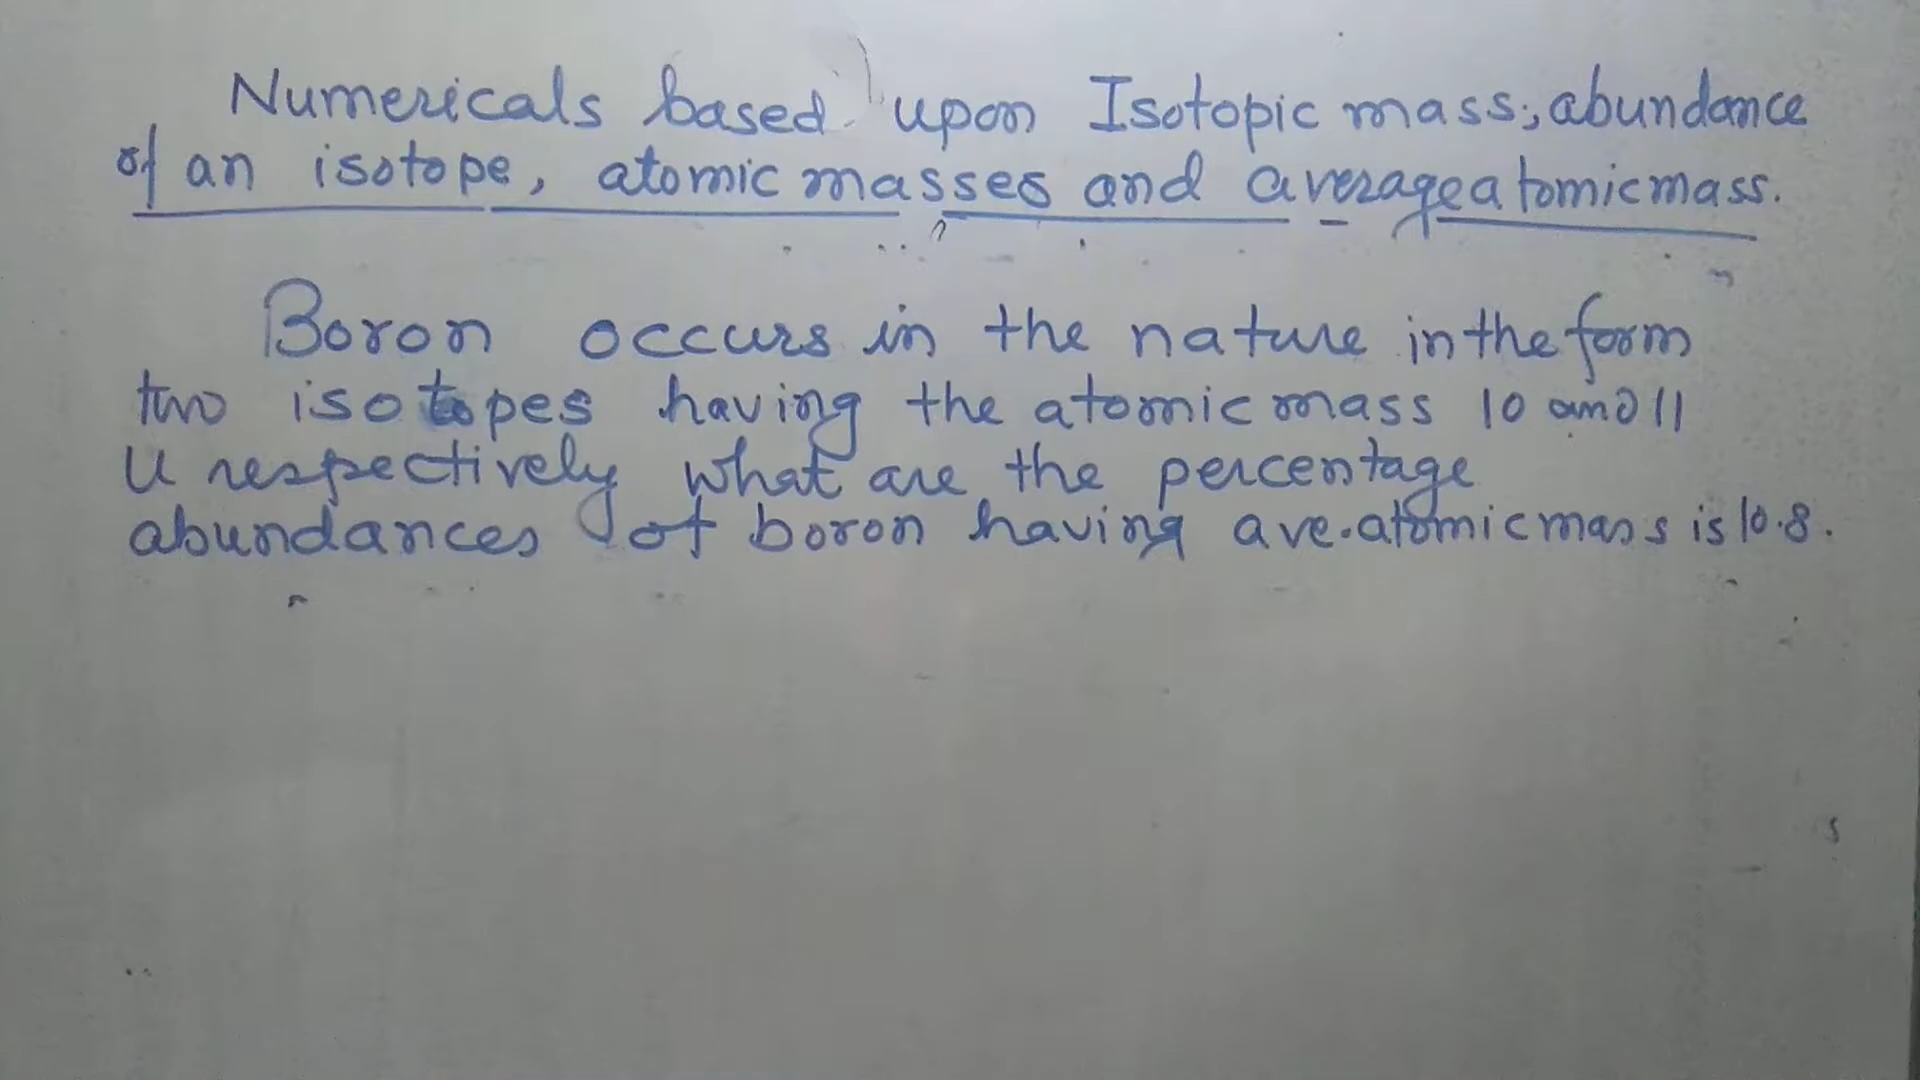 Numericals based upon Isotopic mass, abundance
of an isotope, atomic masses and average atomic mass.
Boron occurs in the nature in the form
two isotopes having the atomic mass 10 and 11
U respectively what are the percentage
abundances of boron having ave. atomic mass is 10.8.